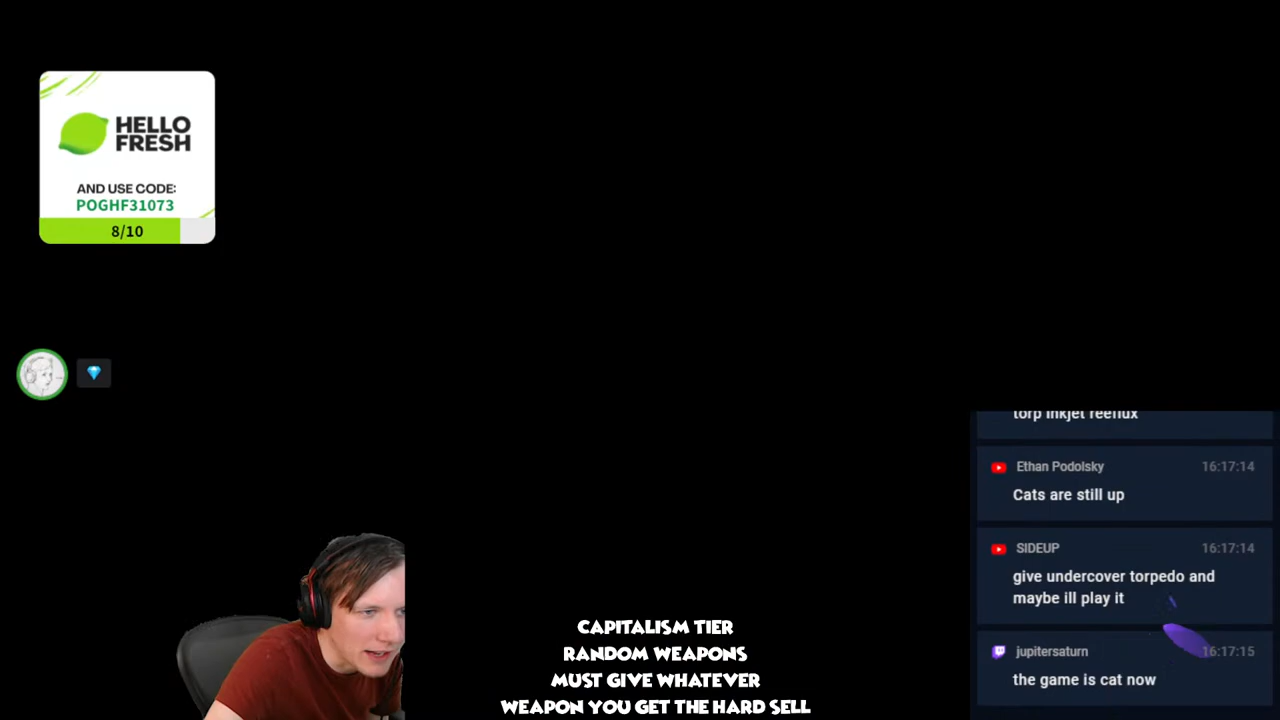 HELLO
FRESH
AND USE CODE:
POGHF31073
8/10
torp inkjet reeflux
Ethan Podolsky 16:17:14
Cats are still up
SIDEUP 16:17:14
give undercover torpedo and
maybe ill play it
jupitersaturn 16:17:15
the game is cat now
CAPITALISM TIER
RANDOM WEAPONS
MUST GIVE WHATEVER
WEAPON YOU GET THE HARD SELL